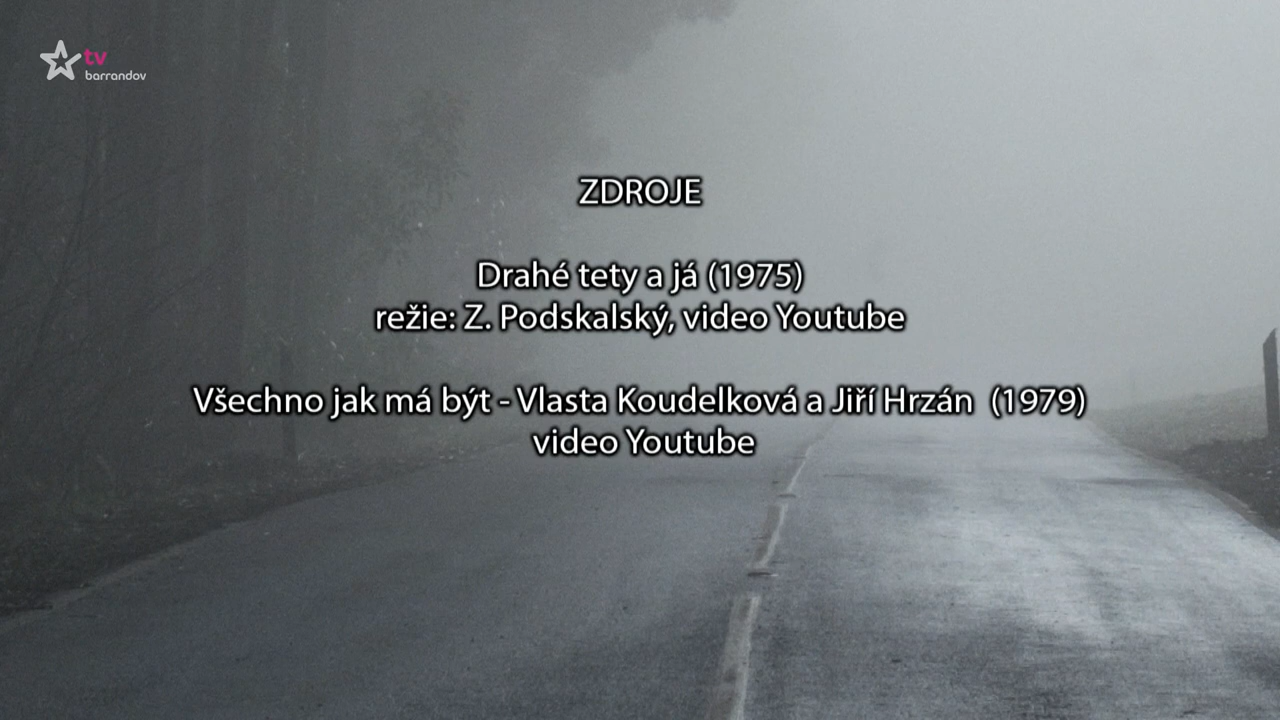 tv
barrandov
ZDROJE
Drahé tety a já (1975)
režie: Z. Podskalský, video Youtube
Všechno jak má být - Vlasta Koudelková a Jiří Hrzán (1979)
video Youtube